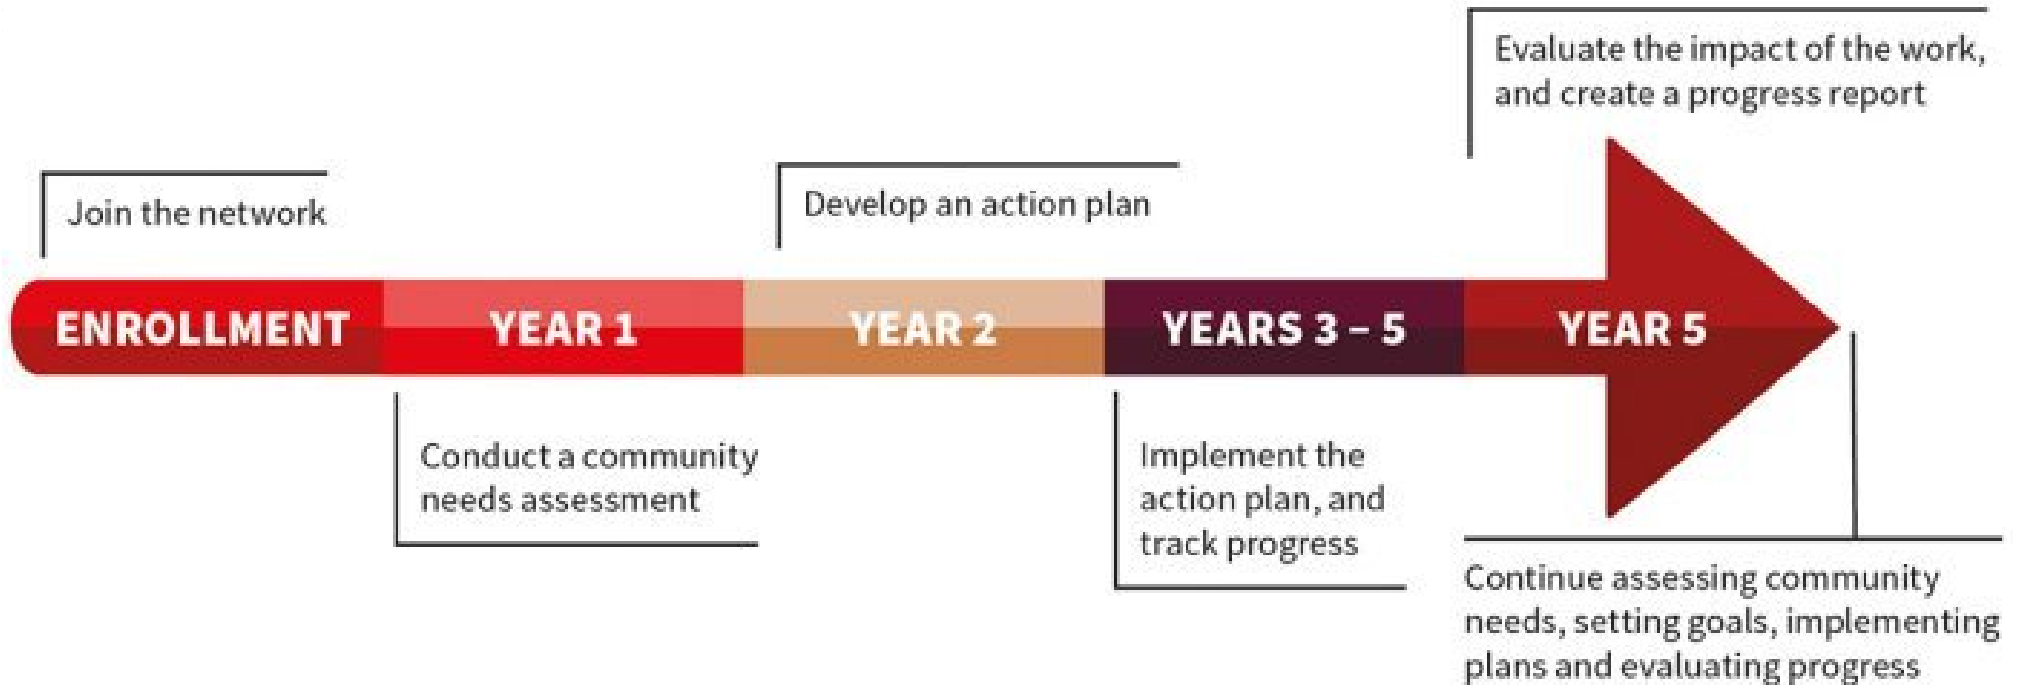 Evaluate the impact of the work,
and create a progress report
Join the network
Develop an action plan
ENROLLMENT
YEAR 1
YEAR 2
YEARS 3 – 5
YEAR 5
Conduct a community
needs assessment
Implement the
action plan, and
track progress
Continue assessing community
needs, setting goals, implementing
plans and evaluating progress